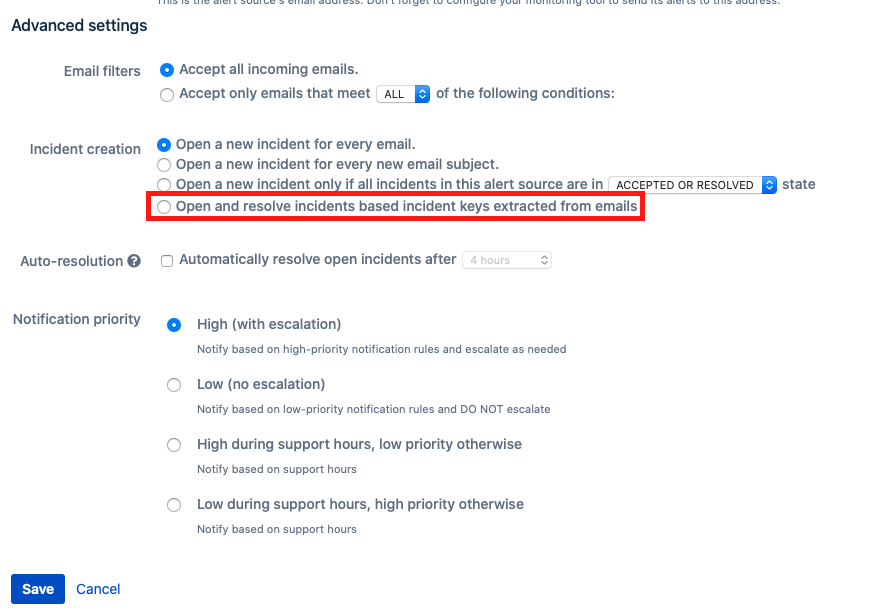 This is the alert source's email address. Don't forget to configure your monitoring tool to send its alerts to this address.
Advanced settings
Email filters
Accept all incoming emails.
Accept only emails that meet ALL of the following conditions:
Incident creation
Open a new incident for every email.
Open a new incident for every new email subject.
Open a new incident only if all incidents in this alert source are in ACCEPTED OR RESOLVED state
Open and resolve incidents based incident keys extracted from emails
Auto-resolution ?
Automatically resolve open incidents after 4 hours
Notification priority
High (with escalation)
Notify based on high-priority notification rules and escalate as needed
Low (no escalation)
Notify based on low-priority notification rules and DO NOT escalate
High during support hours, low priority otherwise
Notify based on support hours
Low during support hours, high priority otherwise
Notify based on support hours
Save Cancel